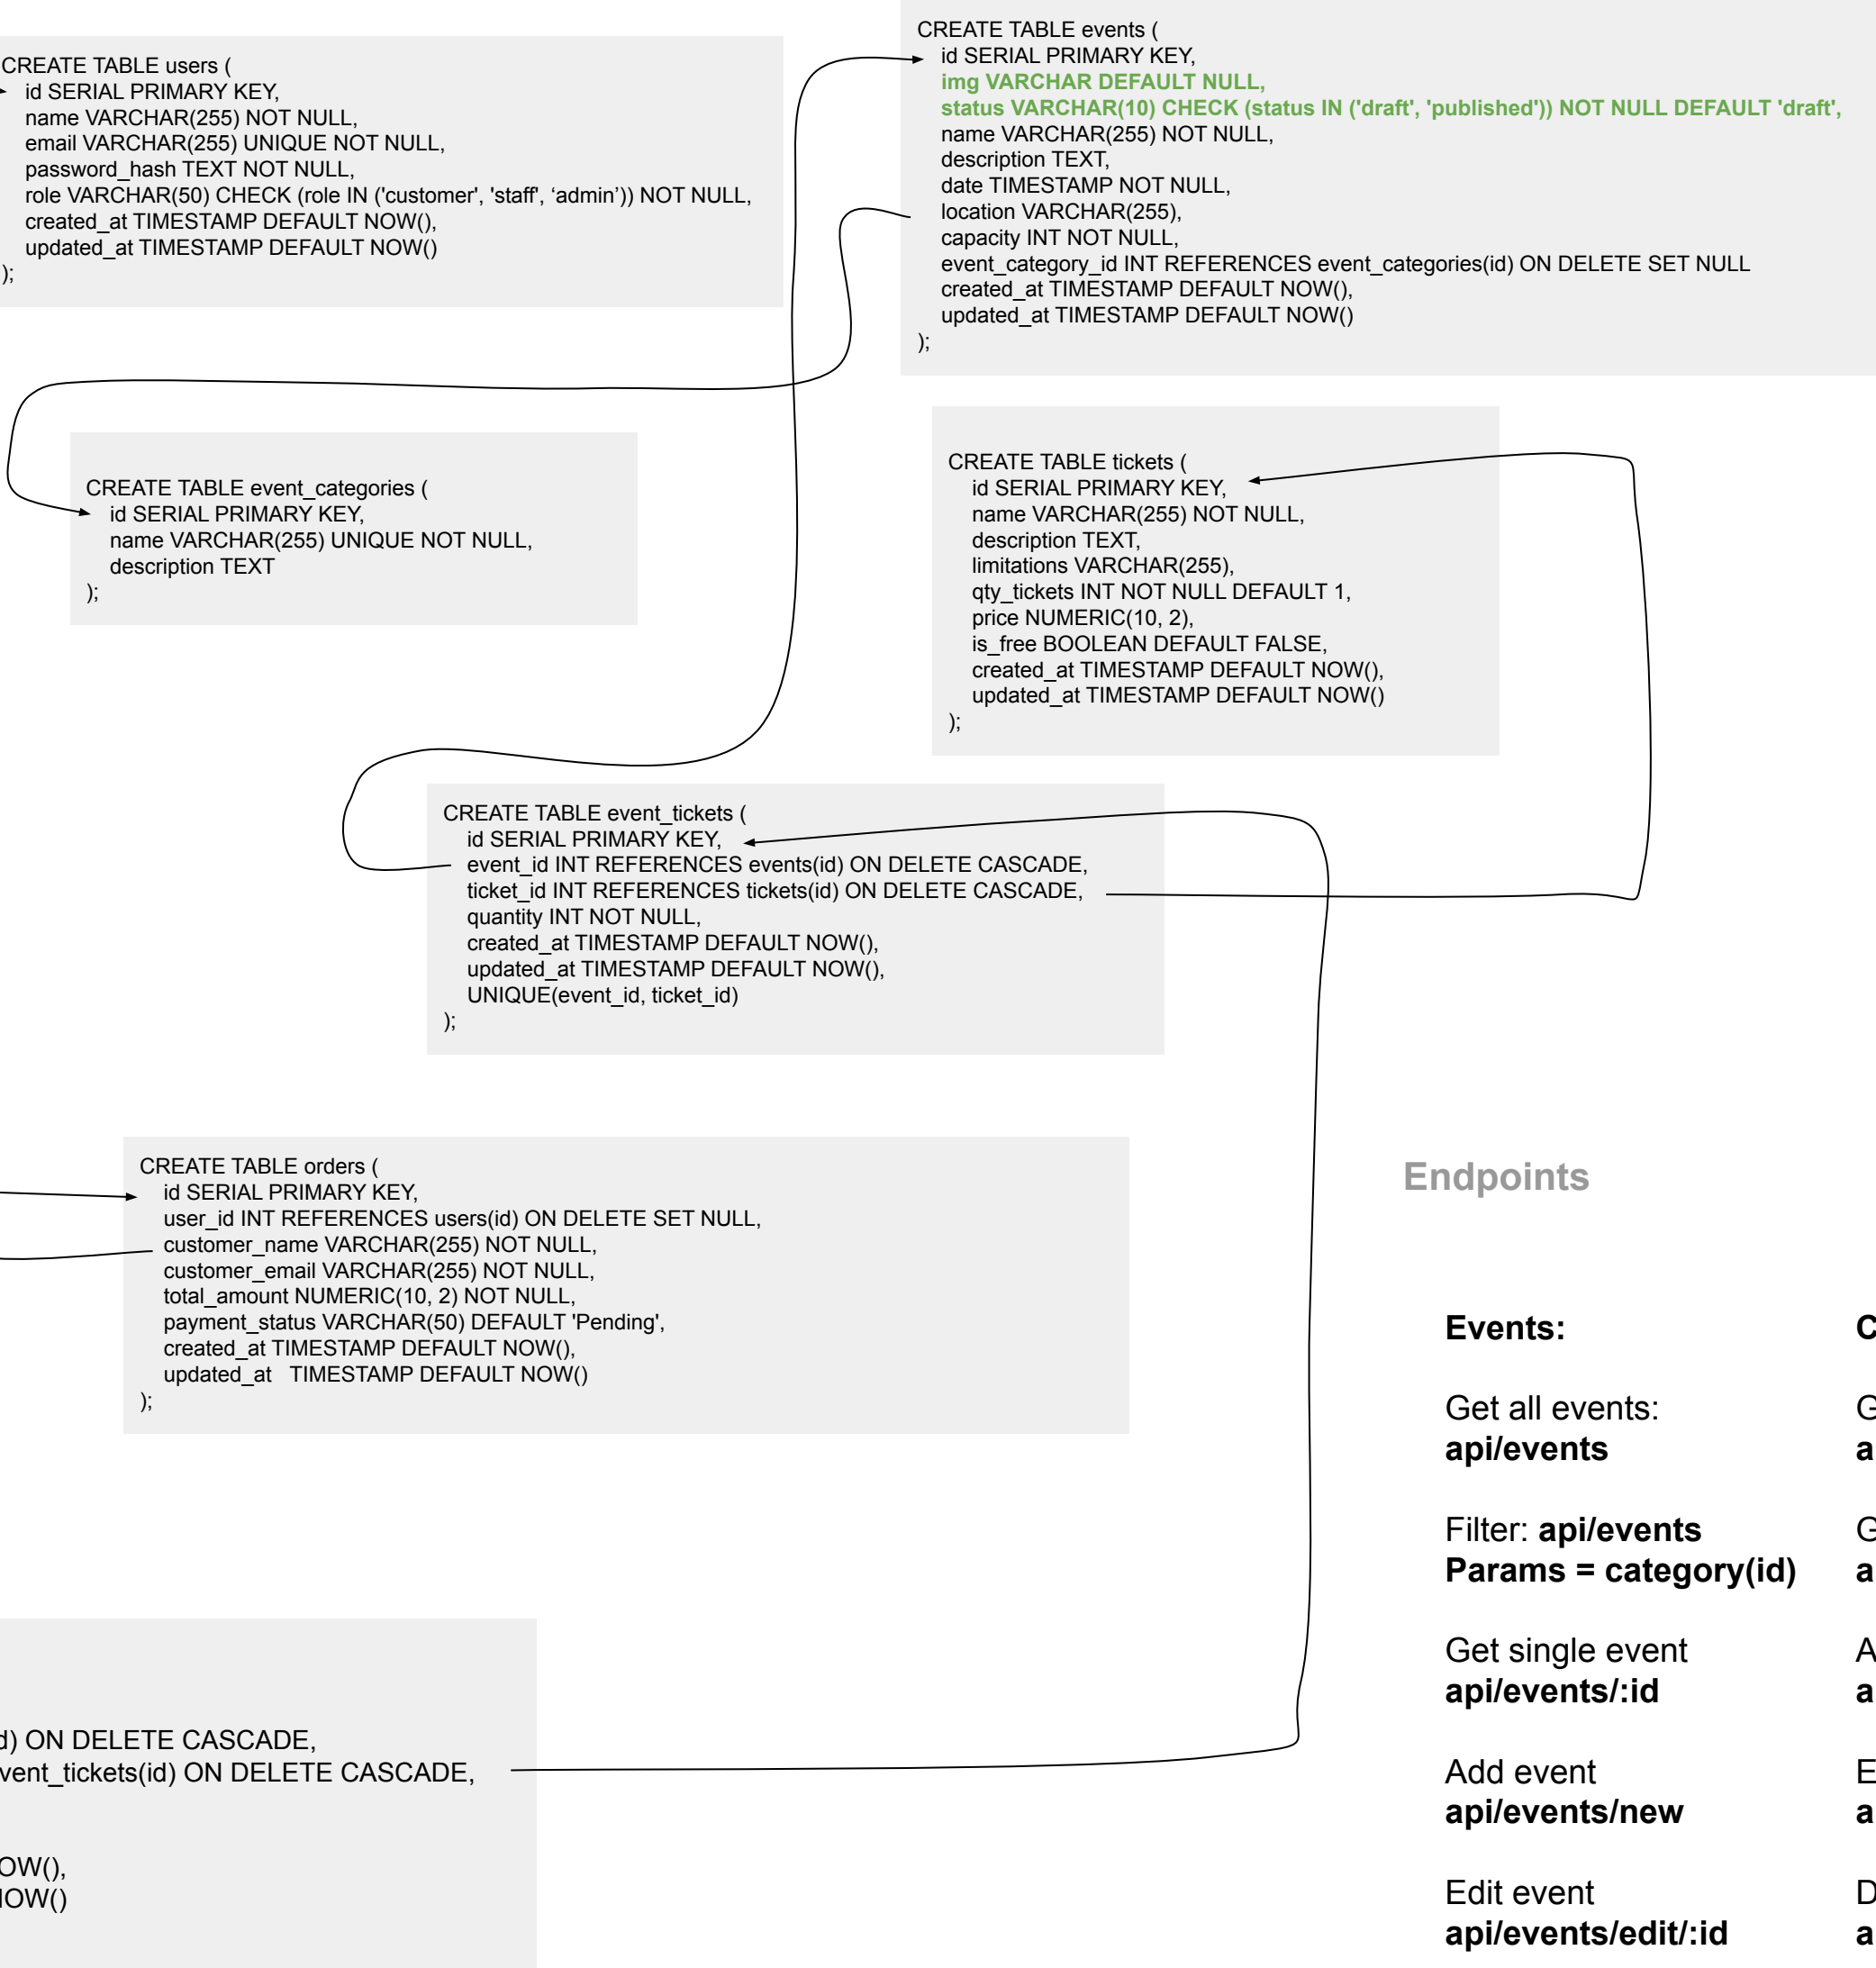 CREATE TABLE users (
id SERIAL PRIMARY KEY,
name VARCHAR(255) NOT NULL,
email VARCHAR(255) UNIQUE NOT NULL,
password_hash TEXT NOT NULL,
role VARCHAR(50) CHECK (role IN ('customer', 'staff', ‘admin’)) NOT NULL,
created_at TIMESTAMP DEFAULT NOW(),
updated_at TIMESTAMP DEFAULT NOW()
);
CREATE TABLE events (
id SERIAL PRIMARY KEY,
img VARCHAR DEFAULT NULL,
status VARCHAR(10) CHECK (status IN ('draft', 'published')) NOT NULL DEFAULT 'draft',
name VARCHAR(255) NOT NULL,
description TEXT,
date TIMESTAMP NOT NULL,
location VARCHAR(255),
capacity INT NOT NULL,
event_category_id INT REFERENCES event_categories(id) ON DELETE SET NULL
created_at TIMESTAMP DEFAULT NOW(),
updated_at TIMESTAMP DEFAULT NOW()
);
CREATE TABLE event_categories (
id SERIAL PRIMARY KEY,
name VARCHAR(255) UNIQUE NOT NULL,
description TEXT
);
CREATE TABLE tickets (
id SERIAL PRIMARY KEY,
name VARCHAR(255) NOT NULL,
description TEXT,
limitations VARCHAR(255),
qty_tickets INT NOT NULL DEFAULT 1,
price NUMERIC(10, 2),
is_free BOOLEAN DEFAULT FALSE,
created_at TIMESTAMP DEFAULT NOW(),
updated_at TIMESTAMP DEFAULT NOW()
);
CREATE TABLE event_tickets (
id SERIAL PRIMARY KEY,
event_id INT REFERENCES events(id) ON DELETE CASCADE,
ticket_id INT REFERENCES tickets(id) ON DELETE CASCADE,
quantity INT NOT NULL,
created_at TIMESTAMP DEFAULT NOW(),
updated_at TIMESTAMP DEFAULT NOW(),
UNIQUE(event_id, ticket_id)
);
CREATE TABLE orders (
id SERIAL PRIMARY KEY,
user_id INT REFERENCES users(id) ON DELETE SET NULL,
customer_name VARCHAR(255) NOT NULL,
customer_email VARCHAR(255) NOT NULL,
total_amount NUMERIC(10, 2) NOT NULL,
payment_status VARCHAR(50) DEFAULT 'Pending',
created_at TIMESTAMP DEFAULT NOW(),
updated_at TIMESTAMP DEFAULT NOW()
);
ON DELETE CASCADE,
ON DELETE CASCADE,
Endpoints
Events:
Get all events:
api/events
Filter: api/events
Params = category(id)
Get single event
api/events/:id
Add event
api/events/new
Edit event
api/events/edit/:id